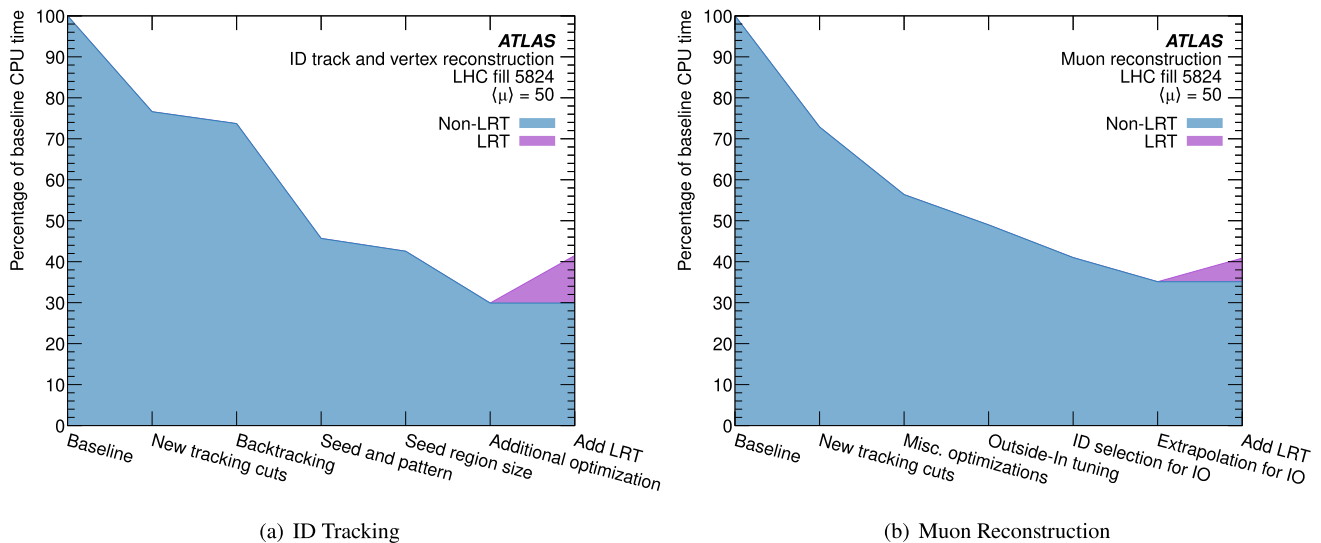 Percentage of baseline CPU time
100
90
80
70
60
50
40
30
20
10
0
ATLAS
ID track and vertex reconstruction
LHC fill 5824
⟨μ⟩ = 50
Non-LRT
LRT
Baseline
New tracking cuts
Backtracking
Seed and pattern
Seed region size
Additional optimization
Add LRT
(a) ID Tracking
Percentage of baseline CPU time
100
90
80
70
60
50
40
30
20
10
0
ATLAS
Muon reconstruction
LHC fill 5824
⟨μ⟩ = 50
Non-LRT
LRT
Baseline
New tracking cuts
Misc. optimizations
Outside-In tuning
ID selection for IO
Extrapolation for IO
Add LRT
(b) Muon Reconstruction